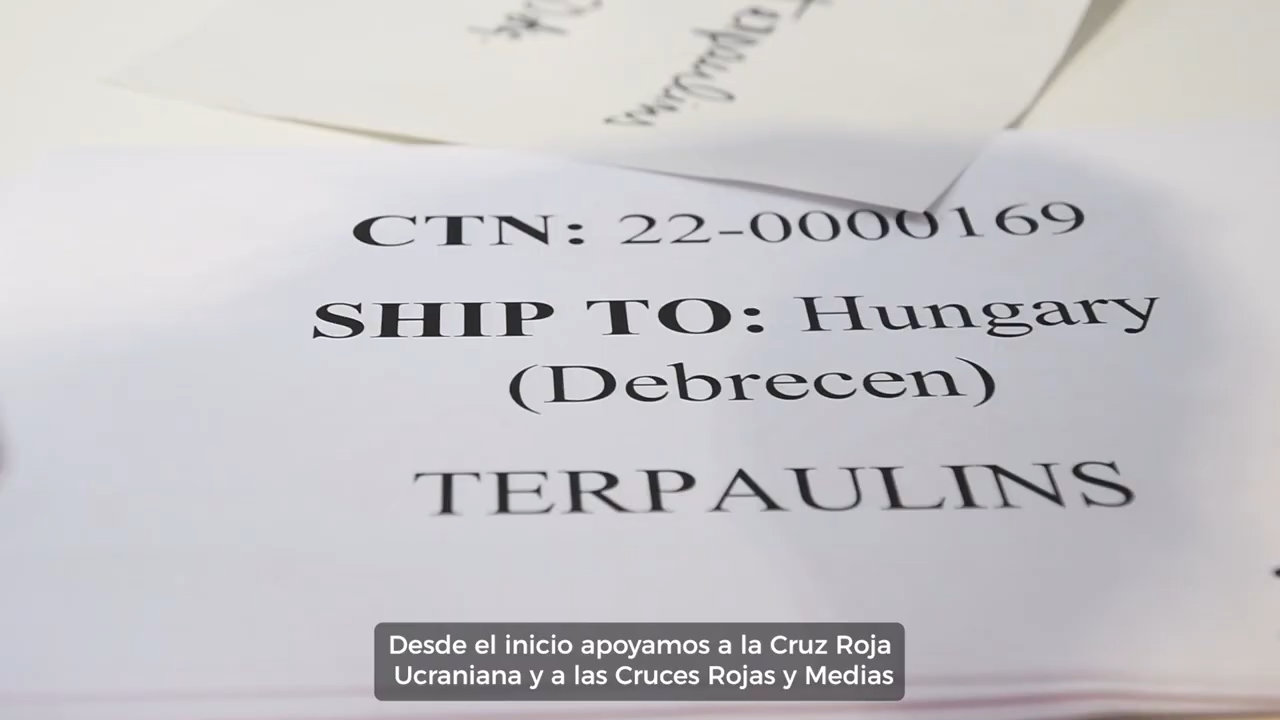 CTN: 22-0000169
SHIP TO: Hungary
(Debrecen)
TERPAULINS
Desde el inicio apoyamos a la Cruz Roja
Ucraniana y a las Cruces Rojas y Medias